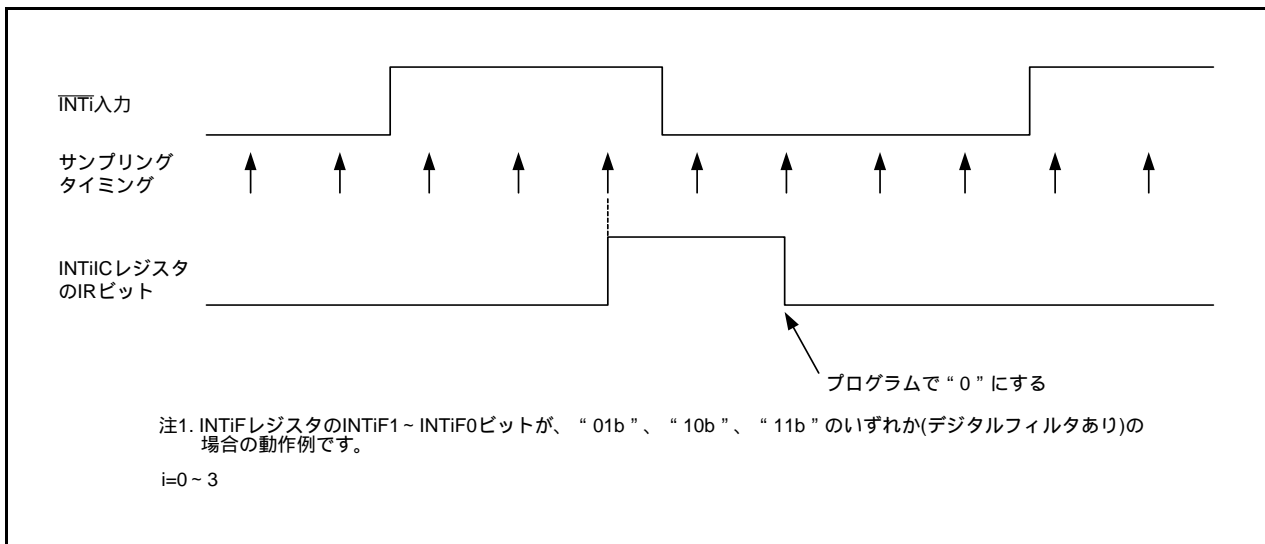 INTi入力
サンプリング
タイミング
INTiICレジスタ
のIRビット
プログラムで“0”にする
注1. INTiFレジスタのINTiF1~INTiF0ビットが、“01b”、“10b”、“11b”のいずれか(デジタルフィルタあり)の
場合の動作例です。
i=0~3